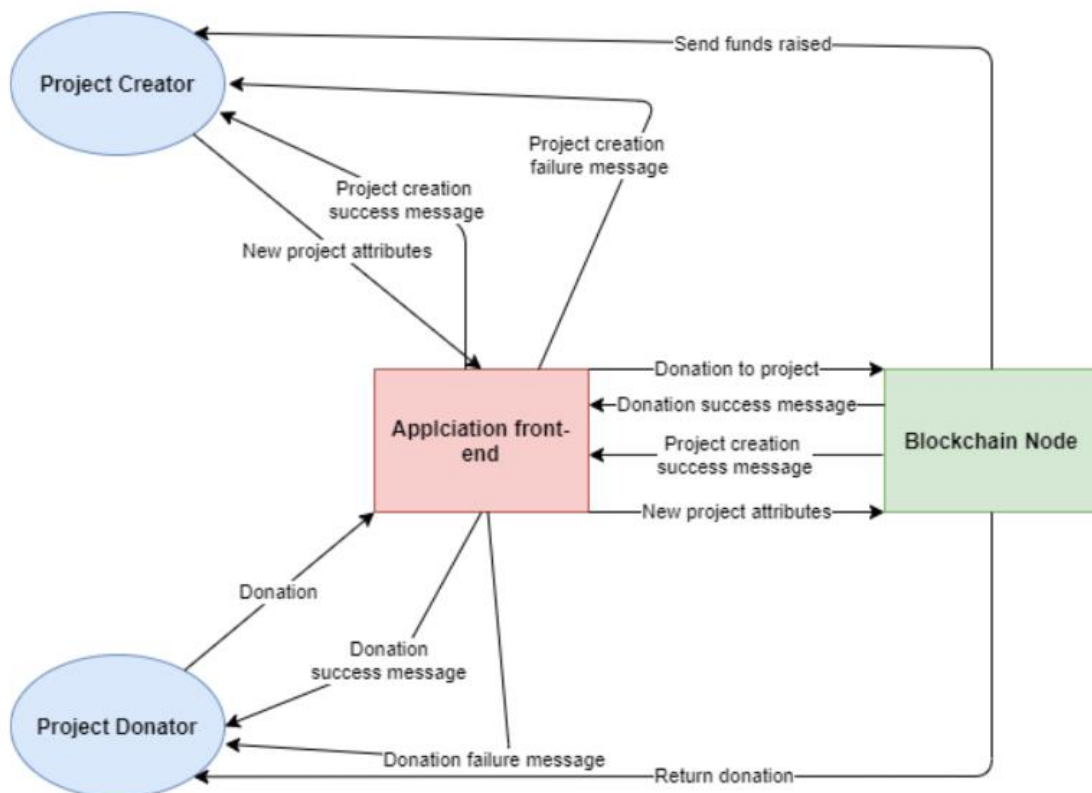 Send funds raised
Project Creator
Project creation
failure message
Project creation
success message
New project attributes
Donation to project
Donation success message
Applciation front-
end
Project creation
success message
Blockchain Node
New project attributes
Donation
Donation
success message
Project Donator
Donation failure message
Return donation